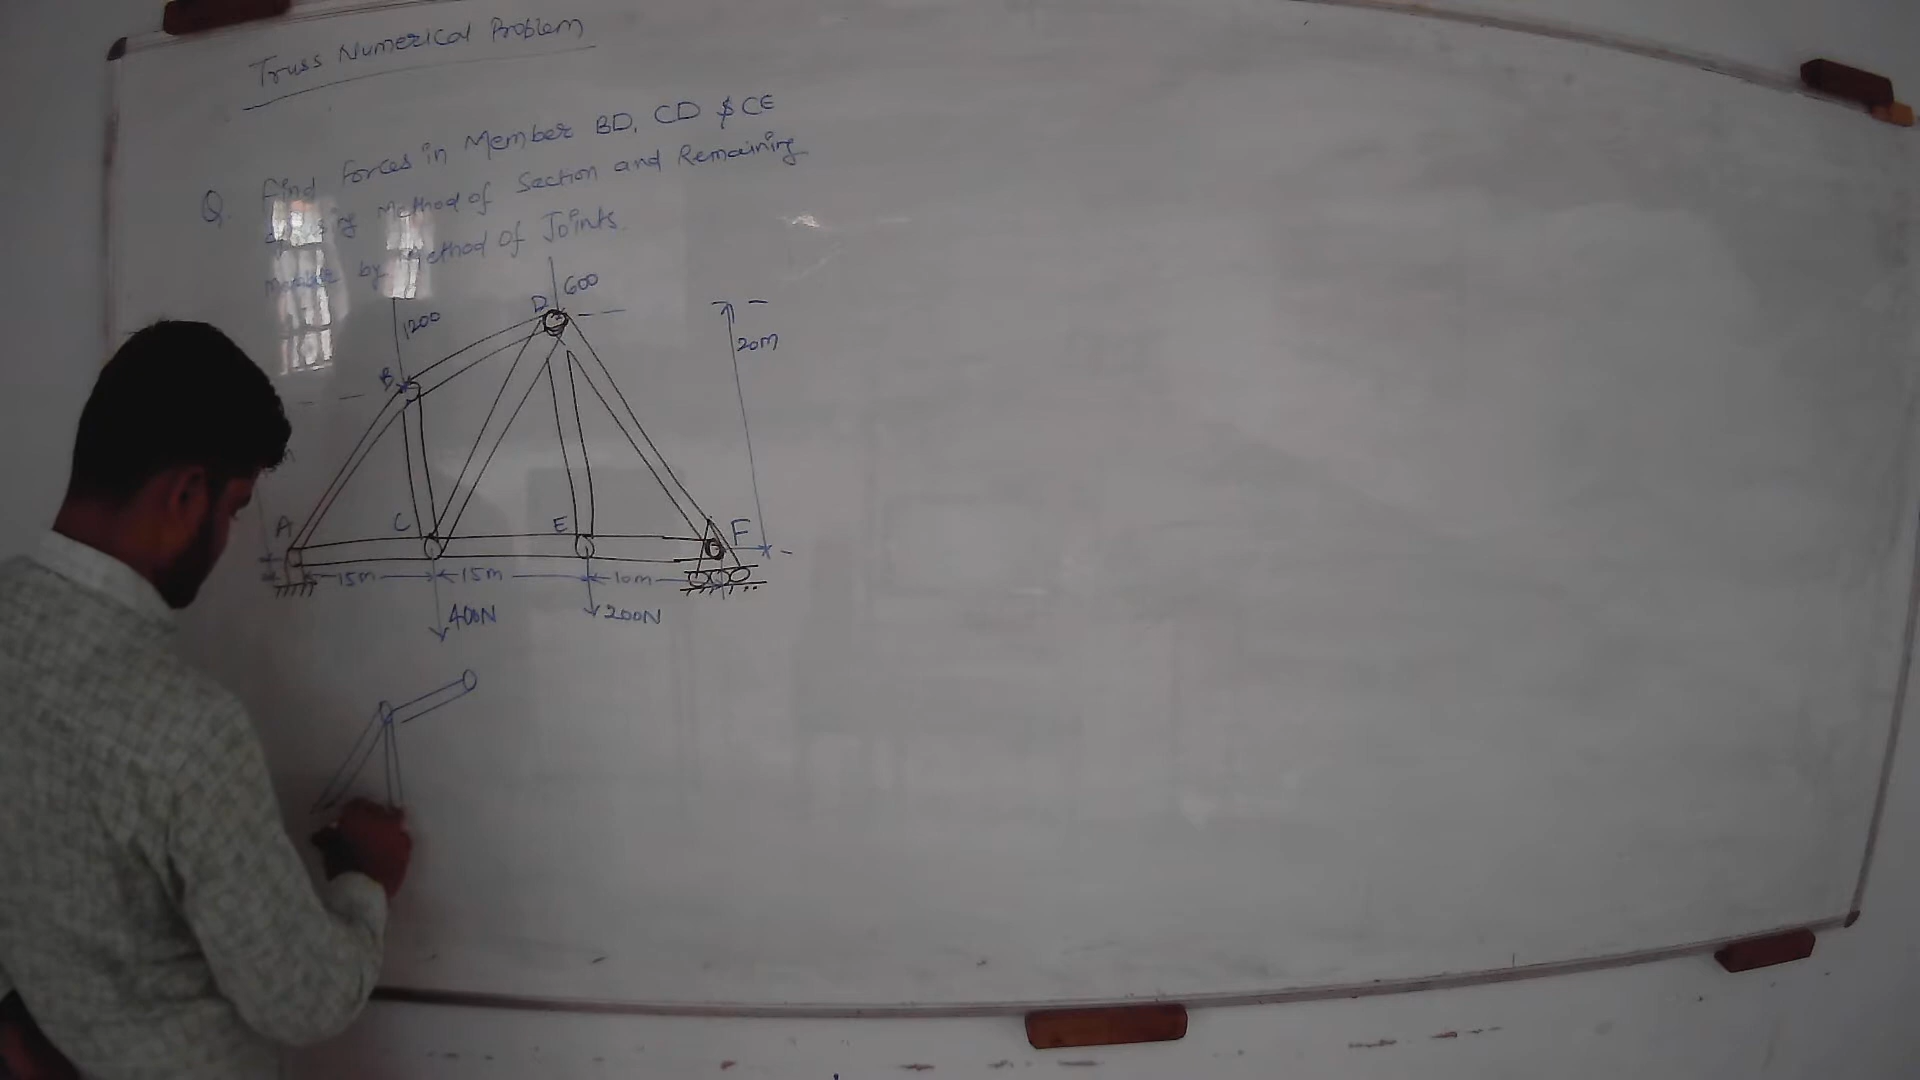 Truss Numerical Problem
Q. Find Forces in Member BD, CD & CE
Method of Section and Remaining
by Method of Joints.
600
D
1200
20m
B
A
C
E
F
15m
15m
10m
400N
200N